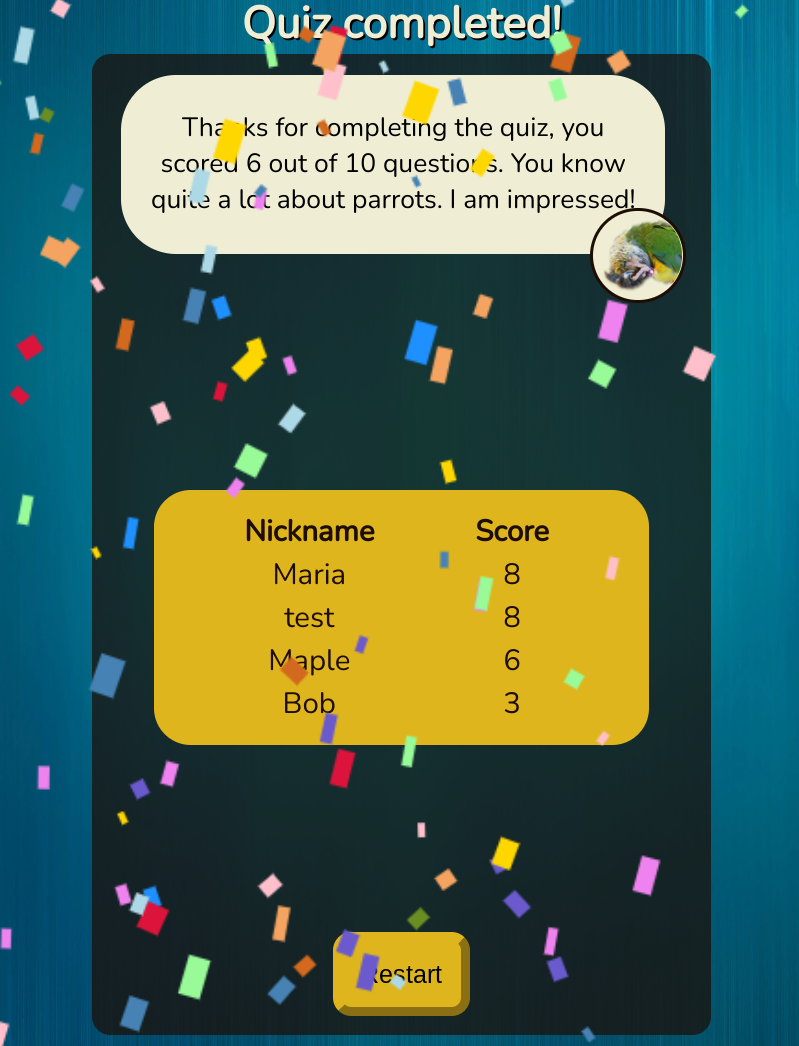 Quiz completed!
Thanks for completing the quiz, you
scored 6 out of 10 questions. You know
quite a lot about parrots. I am impressed!
Nickname Score
Maria 8
test 8
Maple 6
Bob 3
Restart